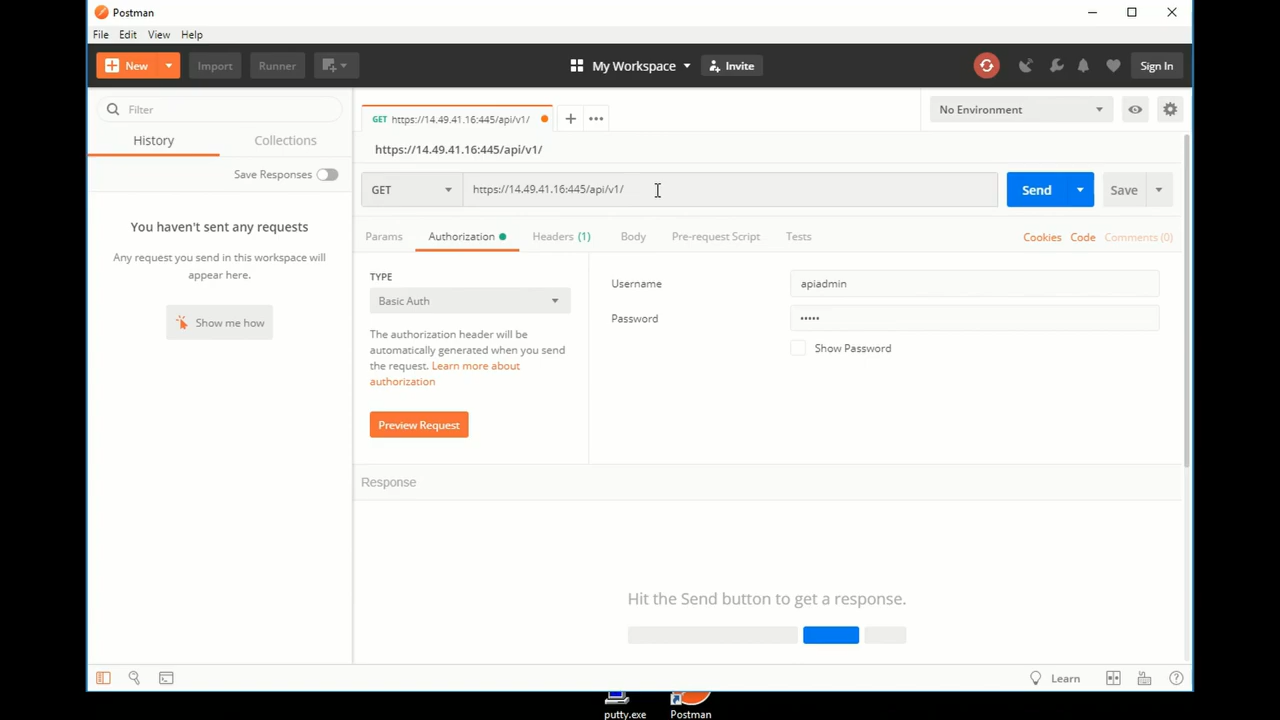 Postman
File Edit View Help
New Import Runner My Workspace Invite Sign In
Filter
History Collections
Save Responses
You haven't sent any requests
Any request you send in this workspace will
appear here.
Show me how
GET https://14.49.41.16:445/api/v1/
No Environment
https://14.49.41.16:445/api/v1/
GET https://14.49.41.16:445/api/v1/ Send Save
Params Authorization Headers (1) Body Pre-request Script Tests Cookies Code Comments (0)
TYPE
Basic Auth
The authorization header will be
automatically generated when you send
the request. Learn more about
authorization
Preview Request
Username apiadmin
Password •••••
Show Password
Response
Hit the Send button to get a response.
Learn
putty.exe Postman